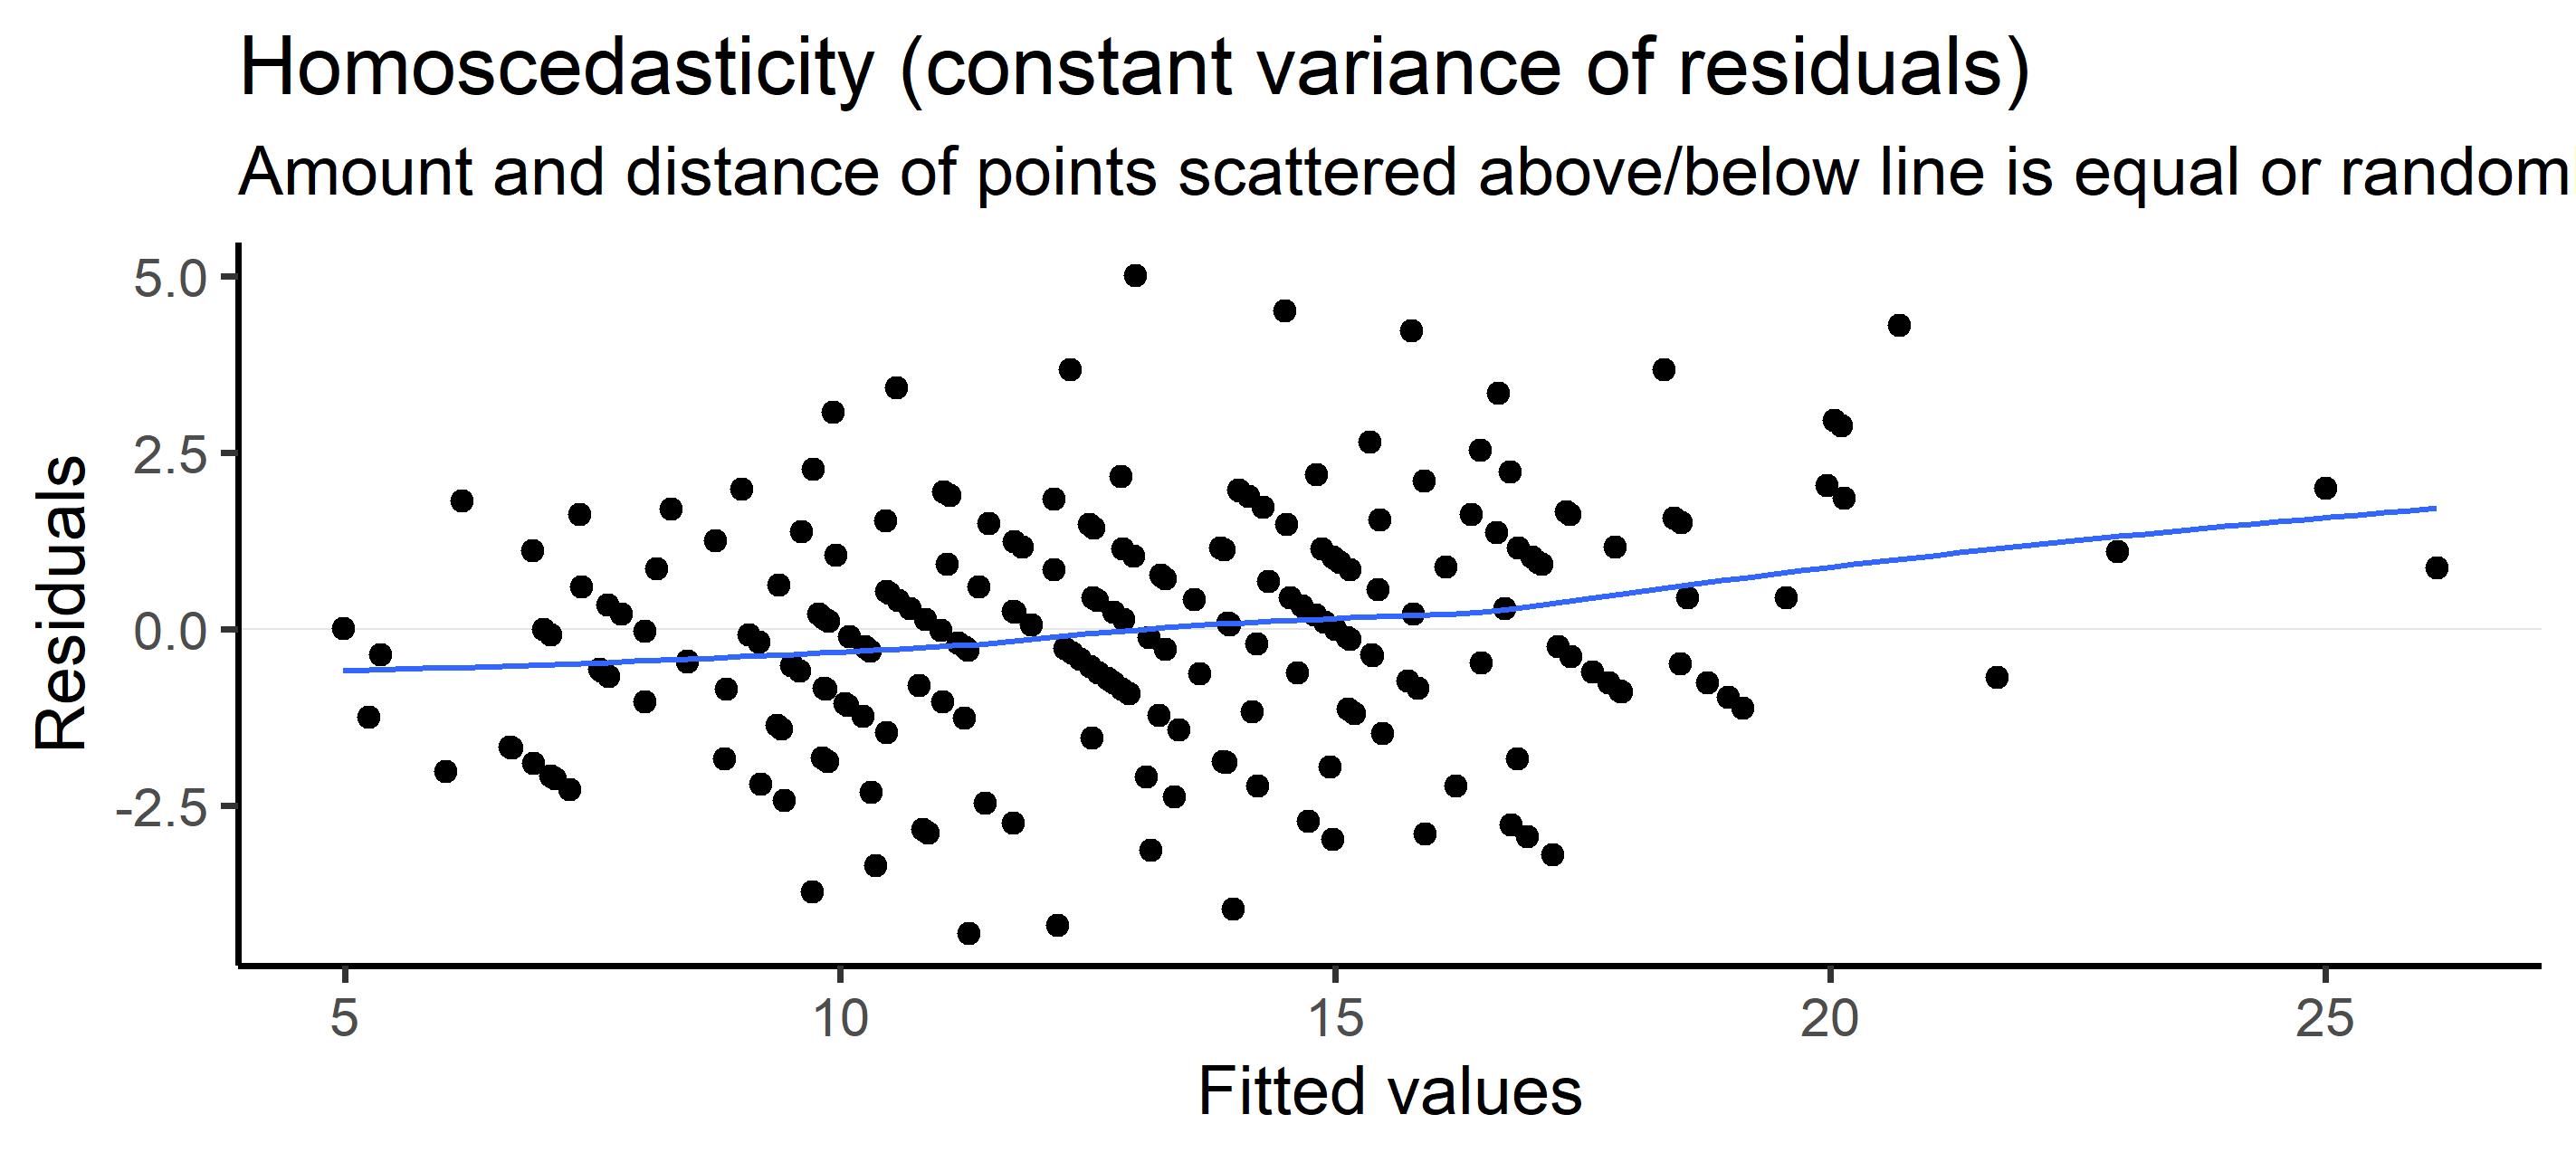 Homoscedasticity (constant variance of residuals)
Amount and distance of points scattered above/below line is equal or random
Residuals
5.0
2.5
0.0
-2.5
5
10
15
20
25
Fitted values